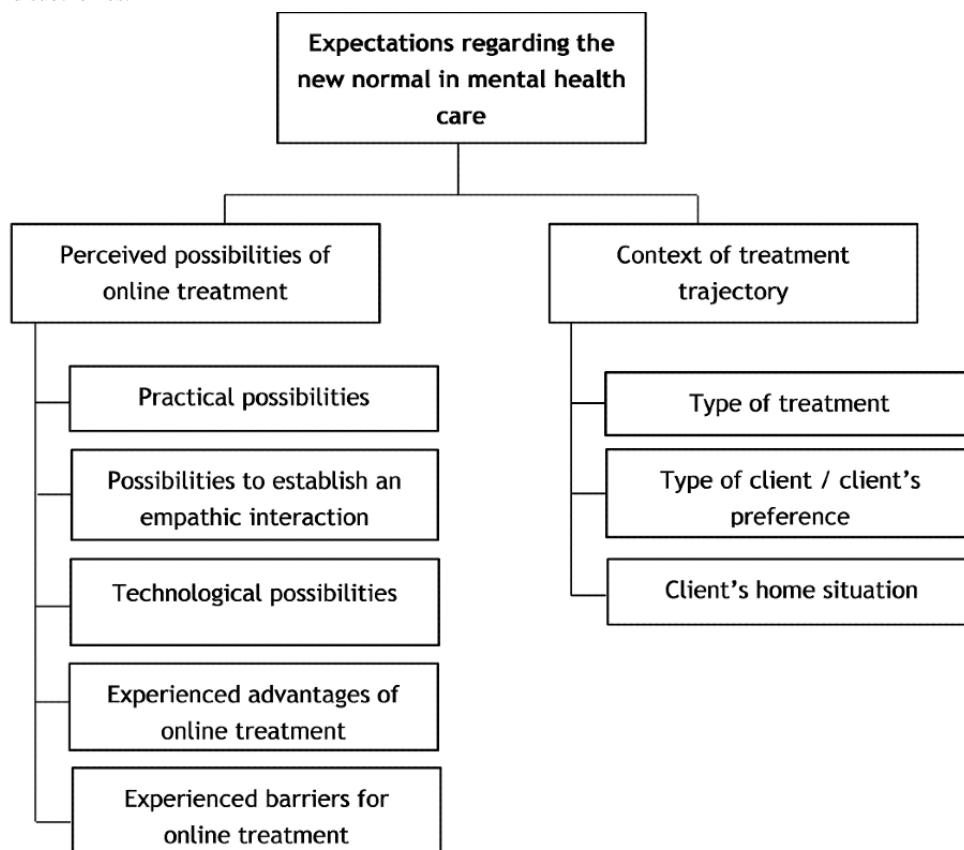 Expectations regarding the
new normal in mental health
care
Perceived possibilities of
online treatment
Context of treatment
trajectory
Practical possibilities
Possibilities to establish an
empathic interaction
Technological possibilities
Experienced advantages of
online treatment
Experienced barriers for
online treatment
Type of treatment
Type of client / client’s
preference
Client’s home situation